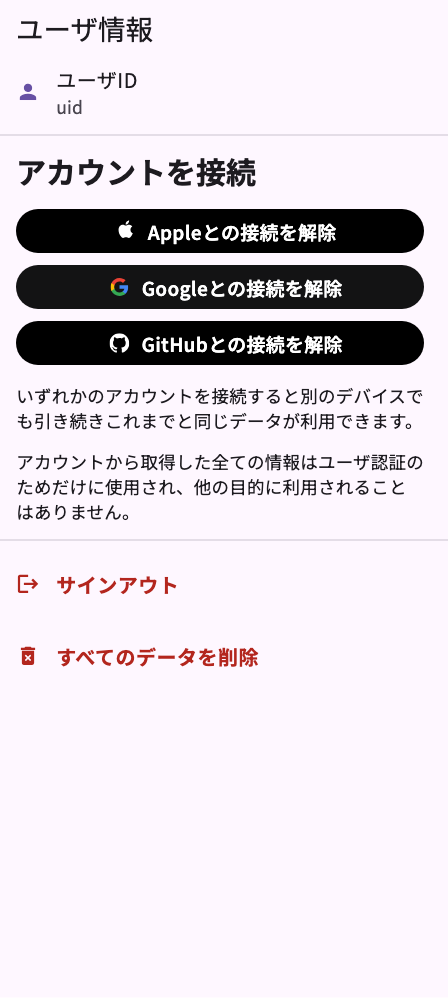 ユーザ情報
ユーザID
uid
アカウントを接続
Appleとの接続を解除
Googleとの接続を解除
GitHubとの接続を解除
いずれかのアカウントを接続すると別のデバイスで
も引き続きこれまでと同じデータが利用できます。
アカウントから取得した全ての情報はユーザ認証の
ためだけに使用され、他の目的に利用されること
はありません。
サインアウト
すべてのデータを削除